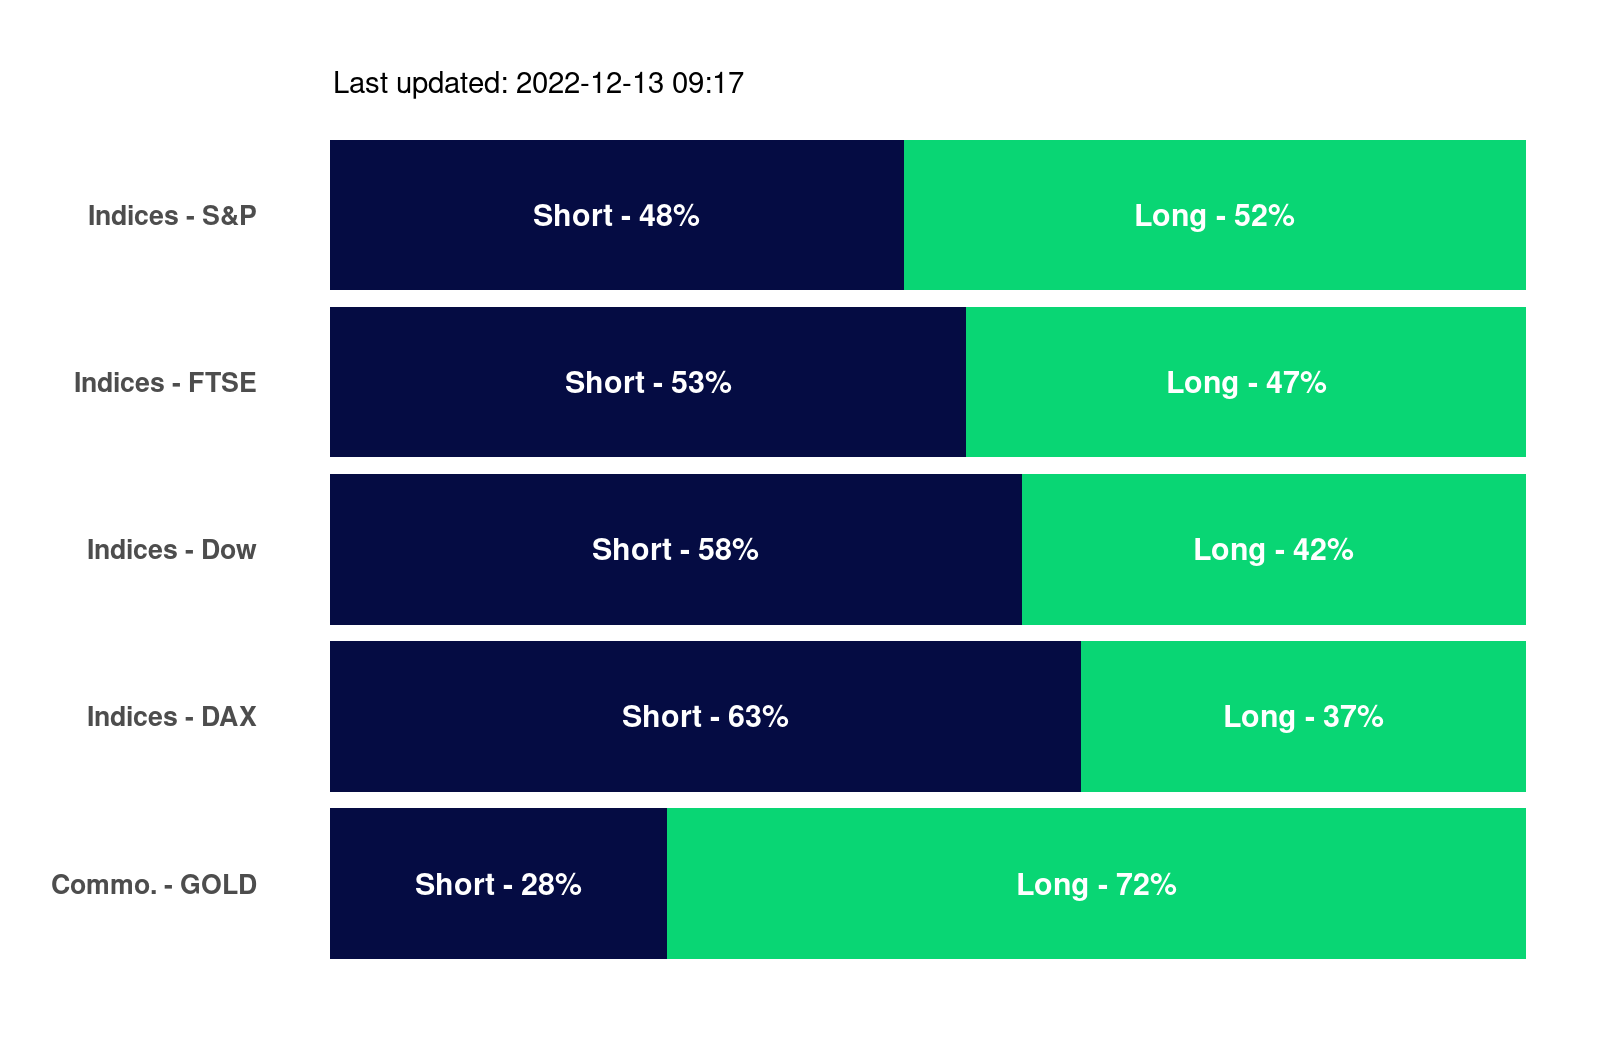 Last updated: 2022-12-13 09:17
Indices - S&P Short - 48% Long - 52%
Indices - FTSE Short - 53% Long - 47%
Indices - Dow Short - 58% Long - 42%
Indices - DAX Short - 63% Long - 37%
Commo. - GOLD Short - 28% Long - 72%